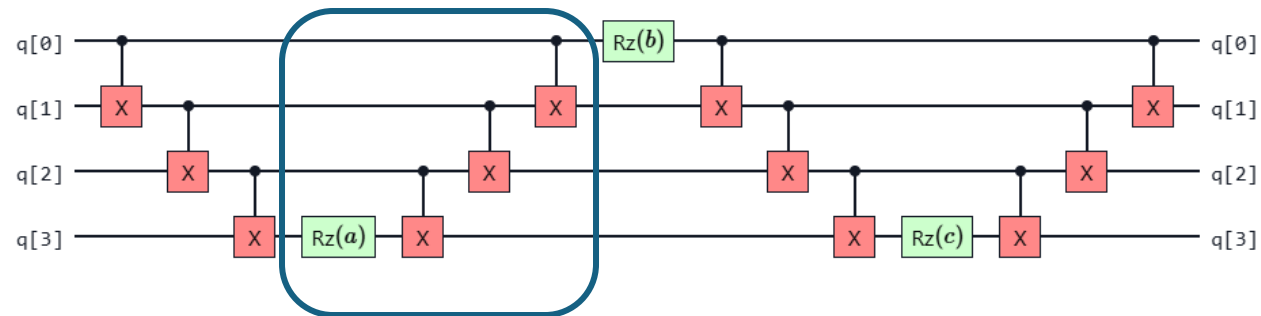 q[0] Rz(b) q[0]
q[1] X X X X q[1]
q[2] X X X X q[2]
q[3] X Rz(a) X X Rz(c) X q[3]